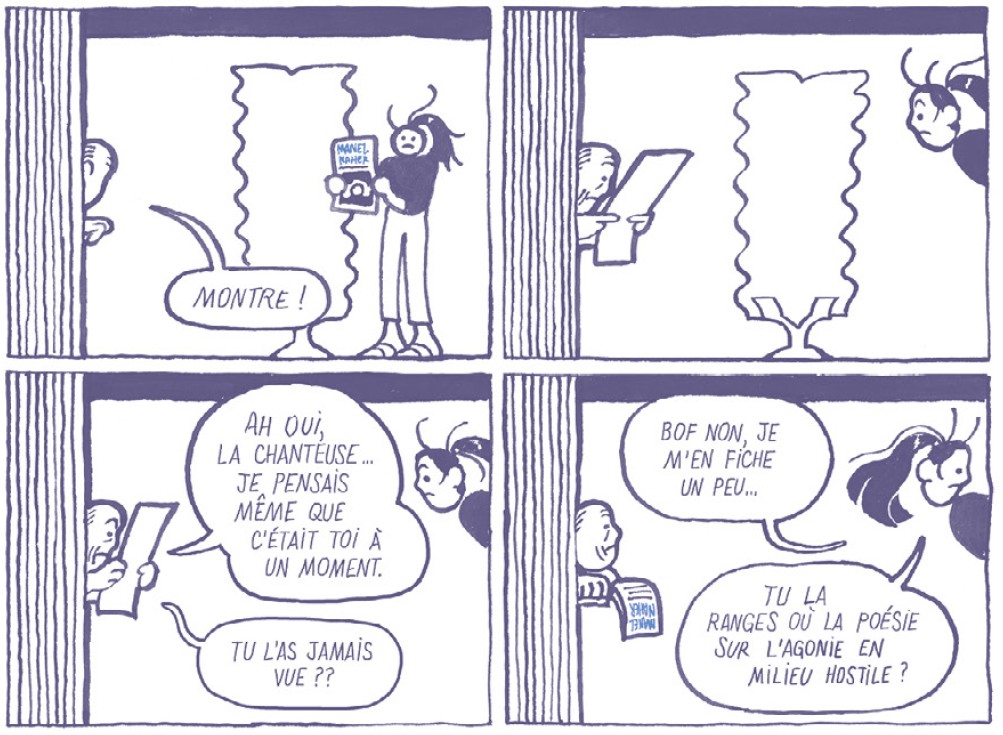 MANEL
NAHER
MONTRE !
AH OUI,
LA CHANTEUSE...
JE PENSAIS
MÊME QUE
C'ÉTAIT TOI À
UN MOMENT.
TU L'AS JAMAIS
VUE ??
BOF NON, JE
M'EN FICHE
UN PEU...
MANEL
NAHER
TU LA
RANGES OÙ LA POÉSIE
SUR L'AGONIE EN
MILIEU HOSTILE ?